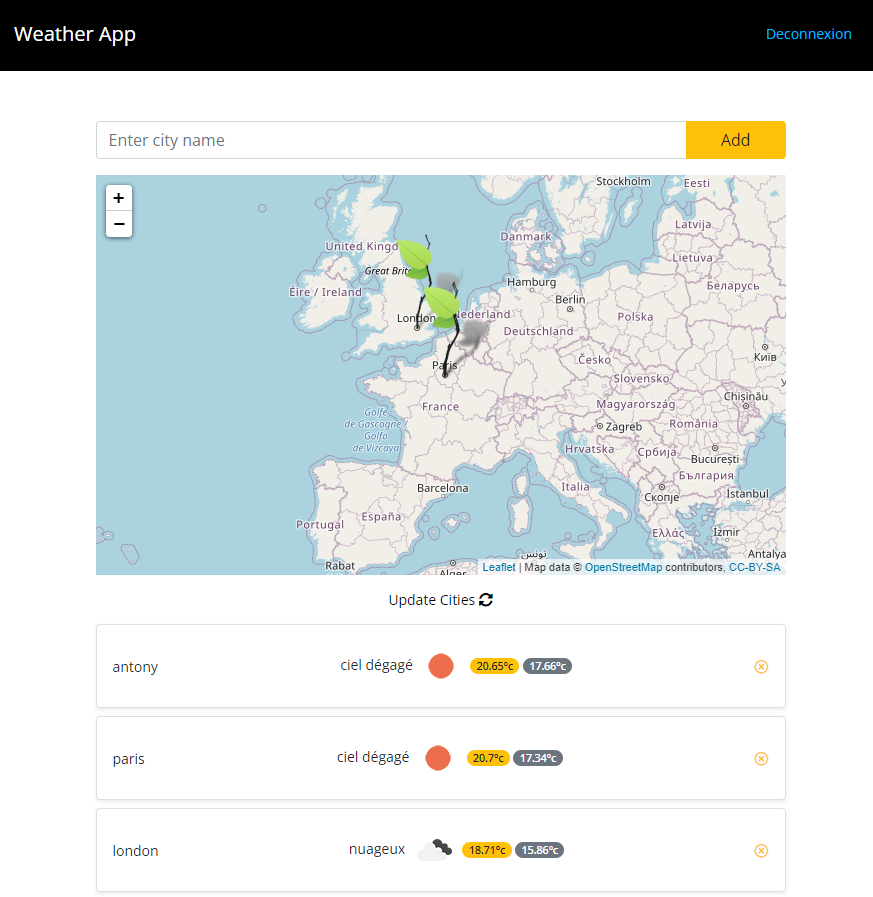 Weather App
Deconnexion
Enter city name
Add
+
−
Stockholm
Eesti
Latvija
Danmark
United Kingd
Lietuva
Great Brit
Hamburg
Беларусь
Éire / Ireland
Berlin
London
Nederland
Polska
Deutschland
Київ
Paris
Česko
Slovensko
Chișinău
France
Magyarország
Golfe
de Gascogne /
Golfo
de Vizcaya
Zagreb
România
Hrvatska
Србија
București
България
Barcelona
Italia
Скопје
İstanbul
España
Portugal
Ελλάς
İzmir
تونس
Antalya
Rabat
Alger
Leaflet | Map data © OpenStreetMap contributors, CC-BY-SA
Update Cities
antony
ciel dégagé
20.65°c
17.66°c
paris
ciel dégagé
20.7°c
17.34°c
london
nuageux
18.71°c
15.86°c